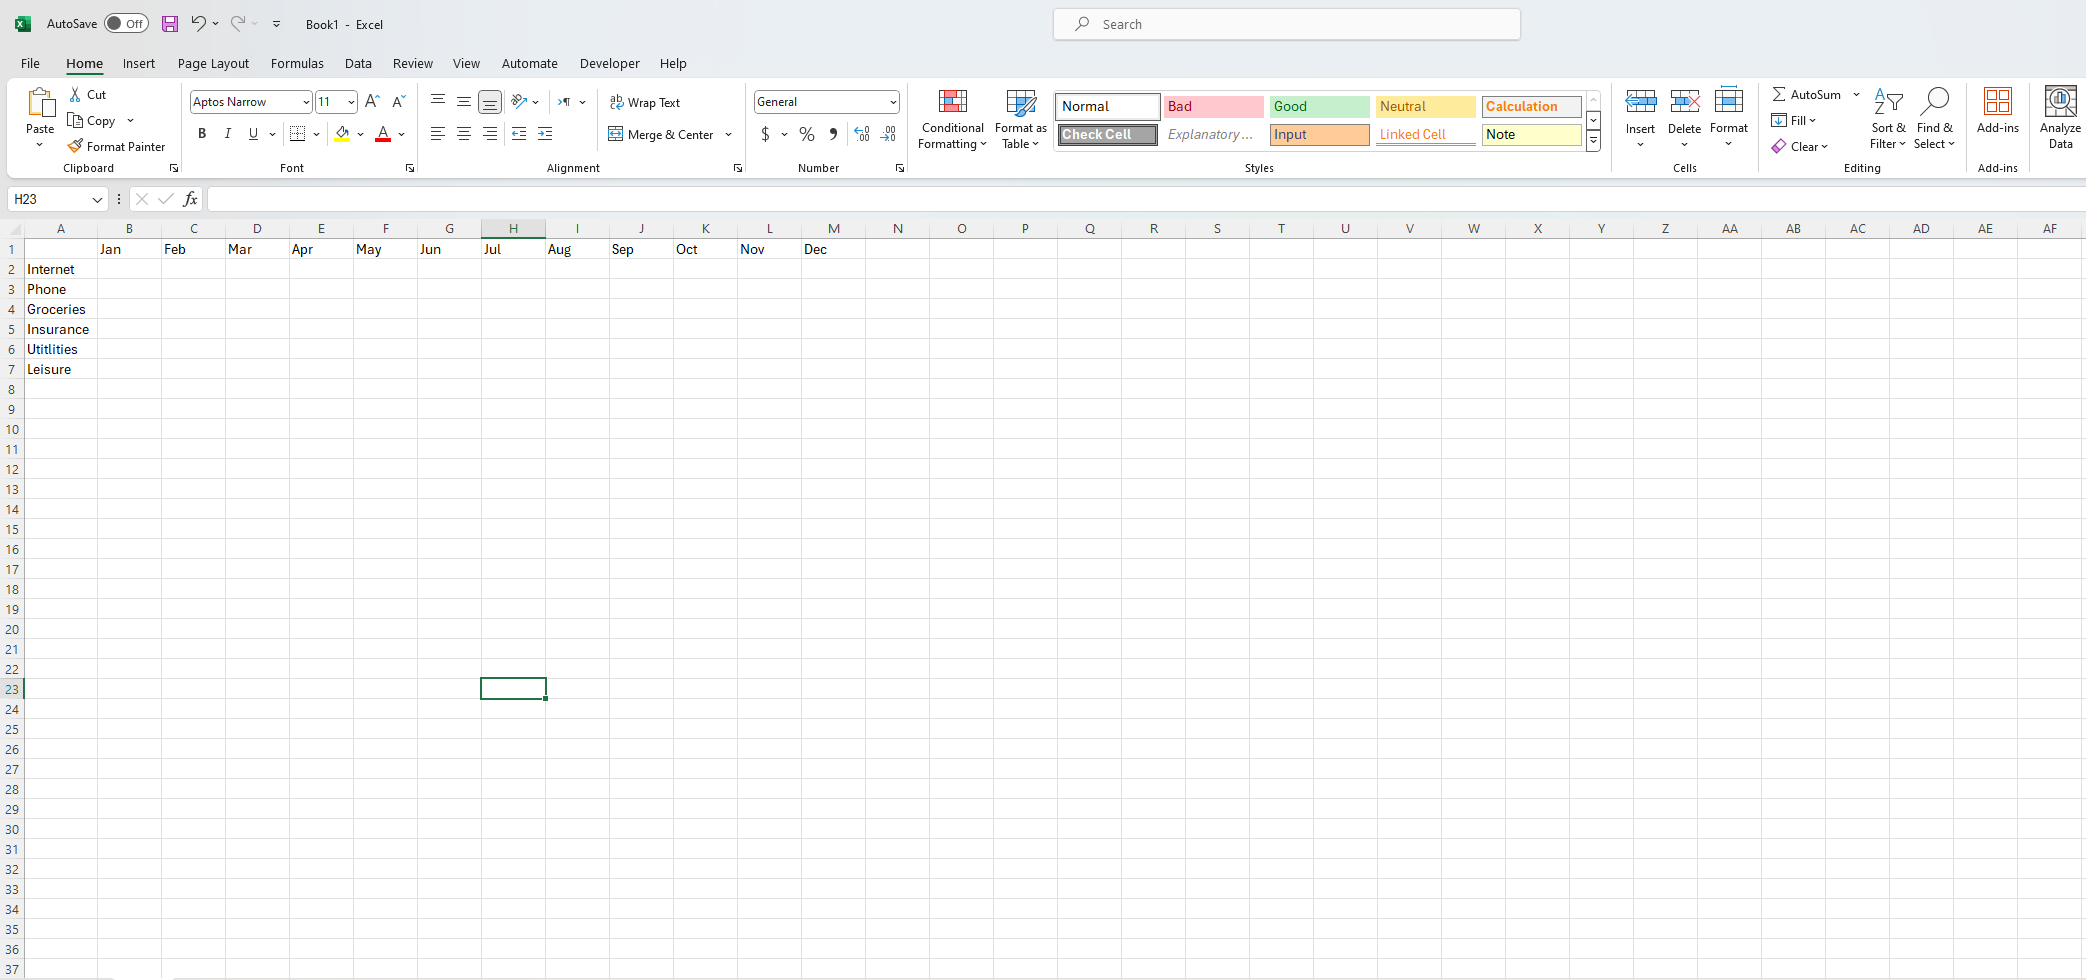 AutoSave Off Book1 - Excel Search
File Home Insert Page Layout Formulas Data Review View Automate Developer Help
Paste Cut Copy Format Painter Clipboard
Aptos Narrow 11 A A B I U A Font
ab Wrap Text Merge & Center Alignment
General $ % 9 .00 .00 Number
Conditional Formatting Format as Table
Normal Bad Good Neutral Calculation
Check Cell Explanatory ... Input Linked Cell Note
Styles
Insert Delete Format Cells
AutoSum Fill Clear Sort & Filter Find & Select Editing
Add-ins Add-ins
Analyze Data
H23 fx
A B C D E F G H I J K L M N O P Q R S T U V W X Y Z AA AB AC AD AE AF
1 Jan Feb Mar Apr May Jun Jul Aug Sep Oct Nov Dec
2 Internet
3 Phone
4 Groceries
5 Insurance
6 Utitlities
7 Leisure
8
9
10
11
12
13
14
15
16
17
18
19
20
21
22
23
24
25
26
27
28
29
30
31
32
33
34
35
36
37